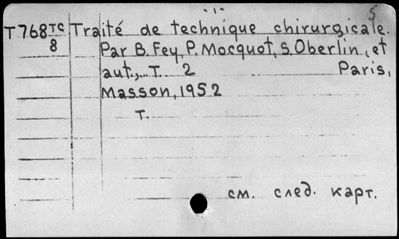 5
T768 TC Traité de technique chirurgicale.
8 Par B. Fey, P. Mocquot, S. Oberlin, et
aut., T. 2 Paris,
Masson, 1952
T.
см. след. карт.